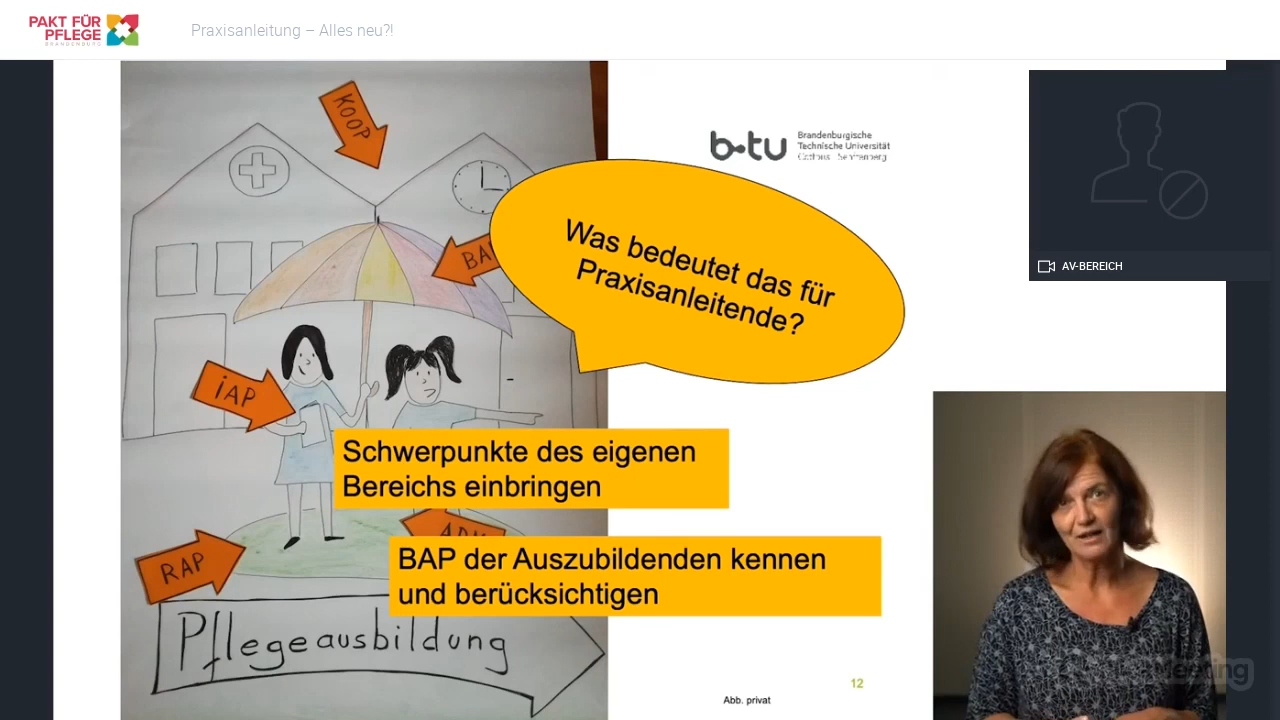 PAKT FÜR
PFLEGE
BRANDENBURG
Praxisanleitung – Alles neu?!
KOOP
b-tu
Brandenburgische
Technische Universität
Was bedeutet das für
Praxisanleitende?
AV-BEREICH
iAP
Schwerpunkte des eigenen
Bereichs einbringen
RAP
BAP der Auszubildenden kennen
und berücksichtigen
Pflegeausbildung
12
Abb. privat
Meeting